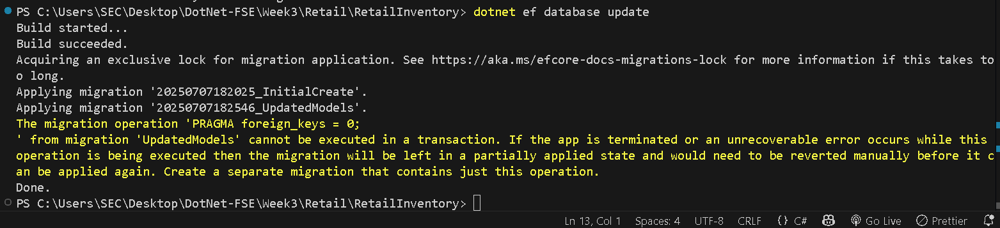 PS C:\Users\SEC\Desktop\DotNet-FSE\Week3\Retail\RetailInventory> dotnet ef database update
Build started...
Build succeeded.
Acquiring an exclusive lock for migration application. See https://aka.ms/efcore-docs-migrations-lock for more information if this takes to
o long.
Applying migration '20250707182025_InitialCreate'.
Applying migration '20250707182546_UpdatedModels'.
The migration operation 'PRAGMA foreign_keys = 0;
' from migration 'UpdatedModels' cannot be executed in a transaction. If the app is terminated or an unrecoverable error occurs while this
operation is being executed then the migration will be left in a partially applied state and would need to be reverted manually before it c
an be applied again. Create a separate migration that contains just this operation.
Done.
PS C:\Users\SEC\Desktop\DotNet-FSE\Week3\Retail\RetailInventory>
Ln 13, Col 1 Spaces: 4 UTF-8 CRLF {} C# Go Live Prettier